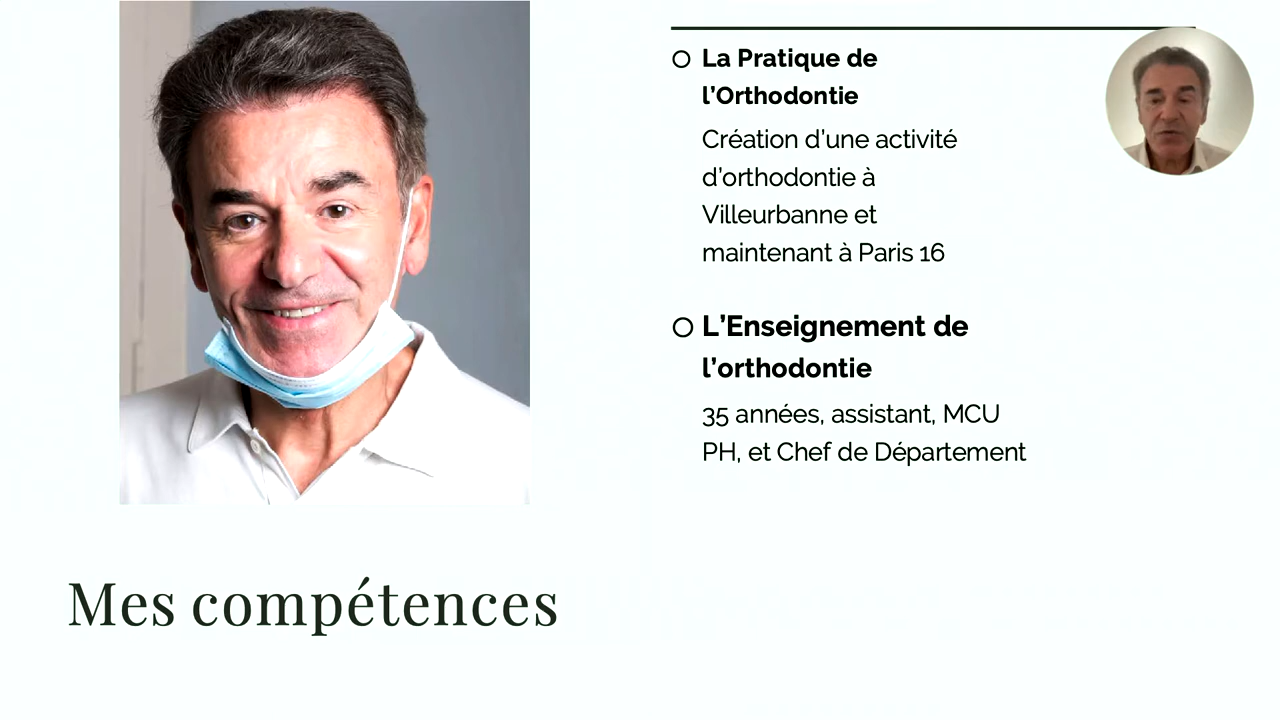 La Pratique de
l’Orthodontie
Création d’une activité
d’orthodontie à
Villeurbanne et
maintenant à Paris 16
L’Enseignement de
l’orthodontie
35 années, assistant, MCU
PH, et Chef de Département
Mes compétences